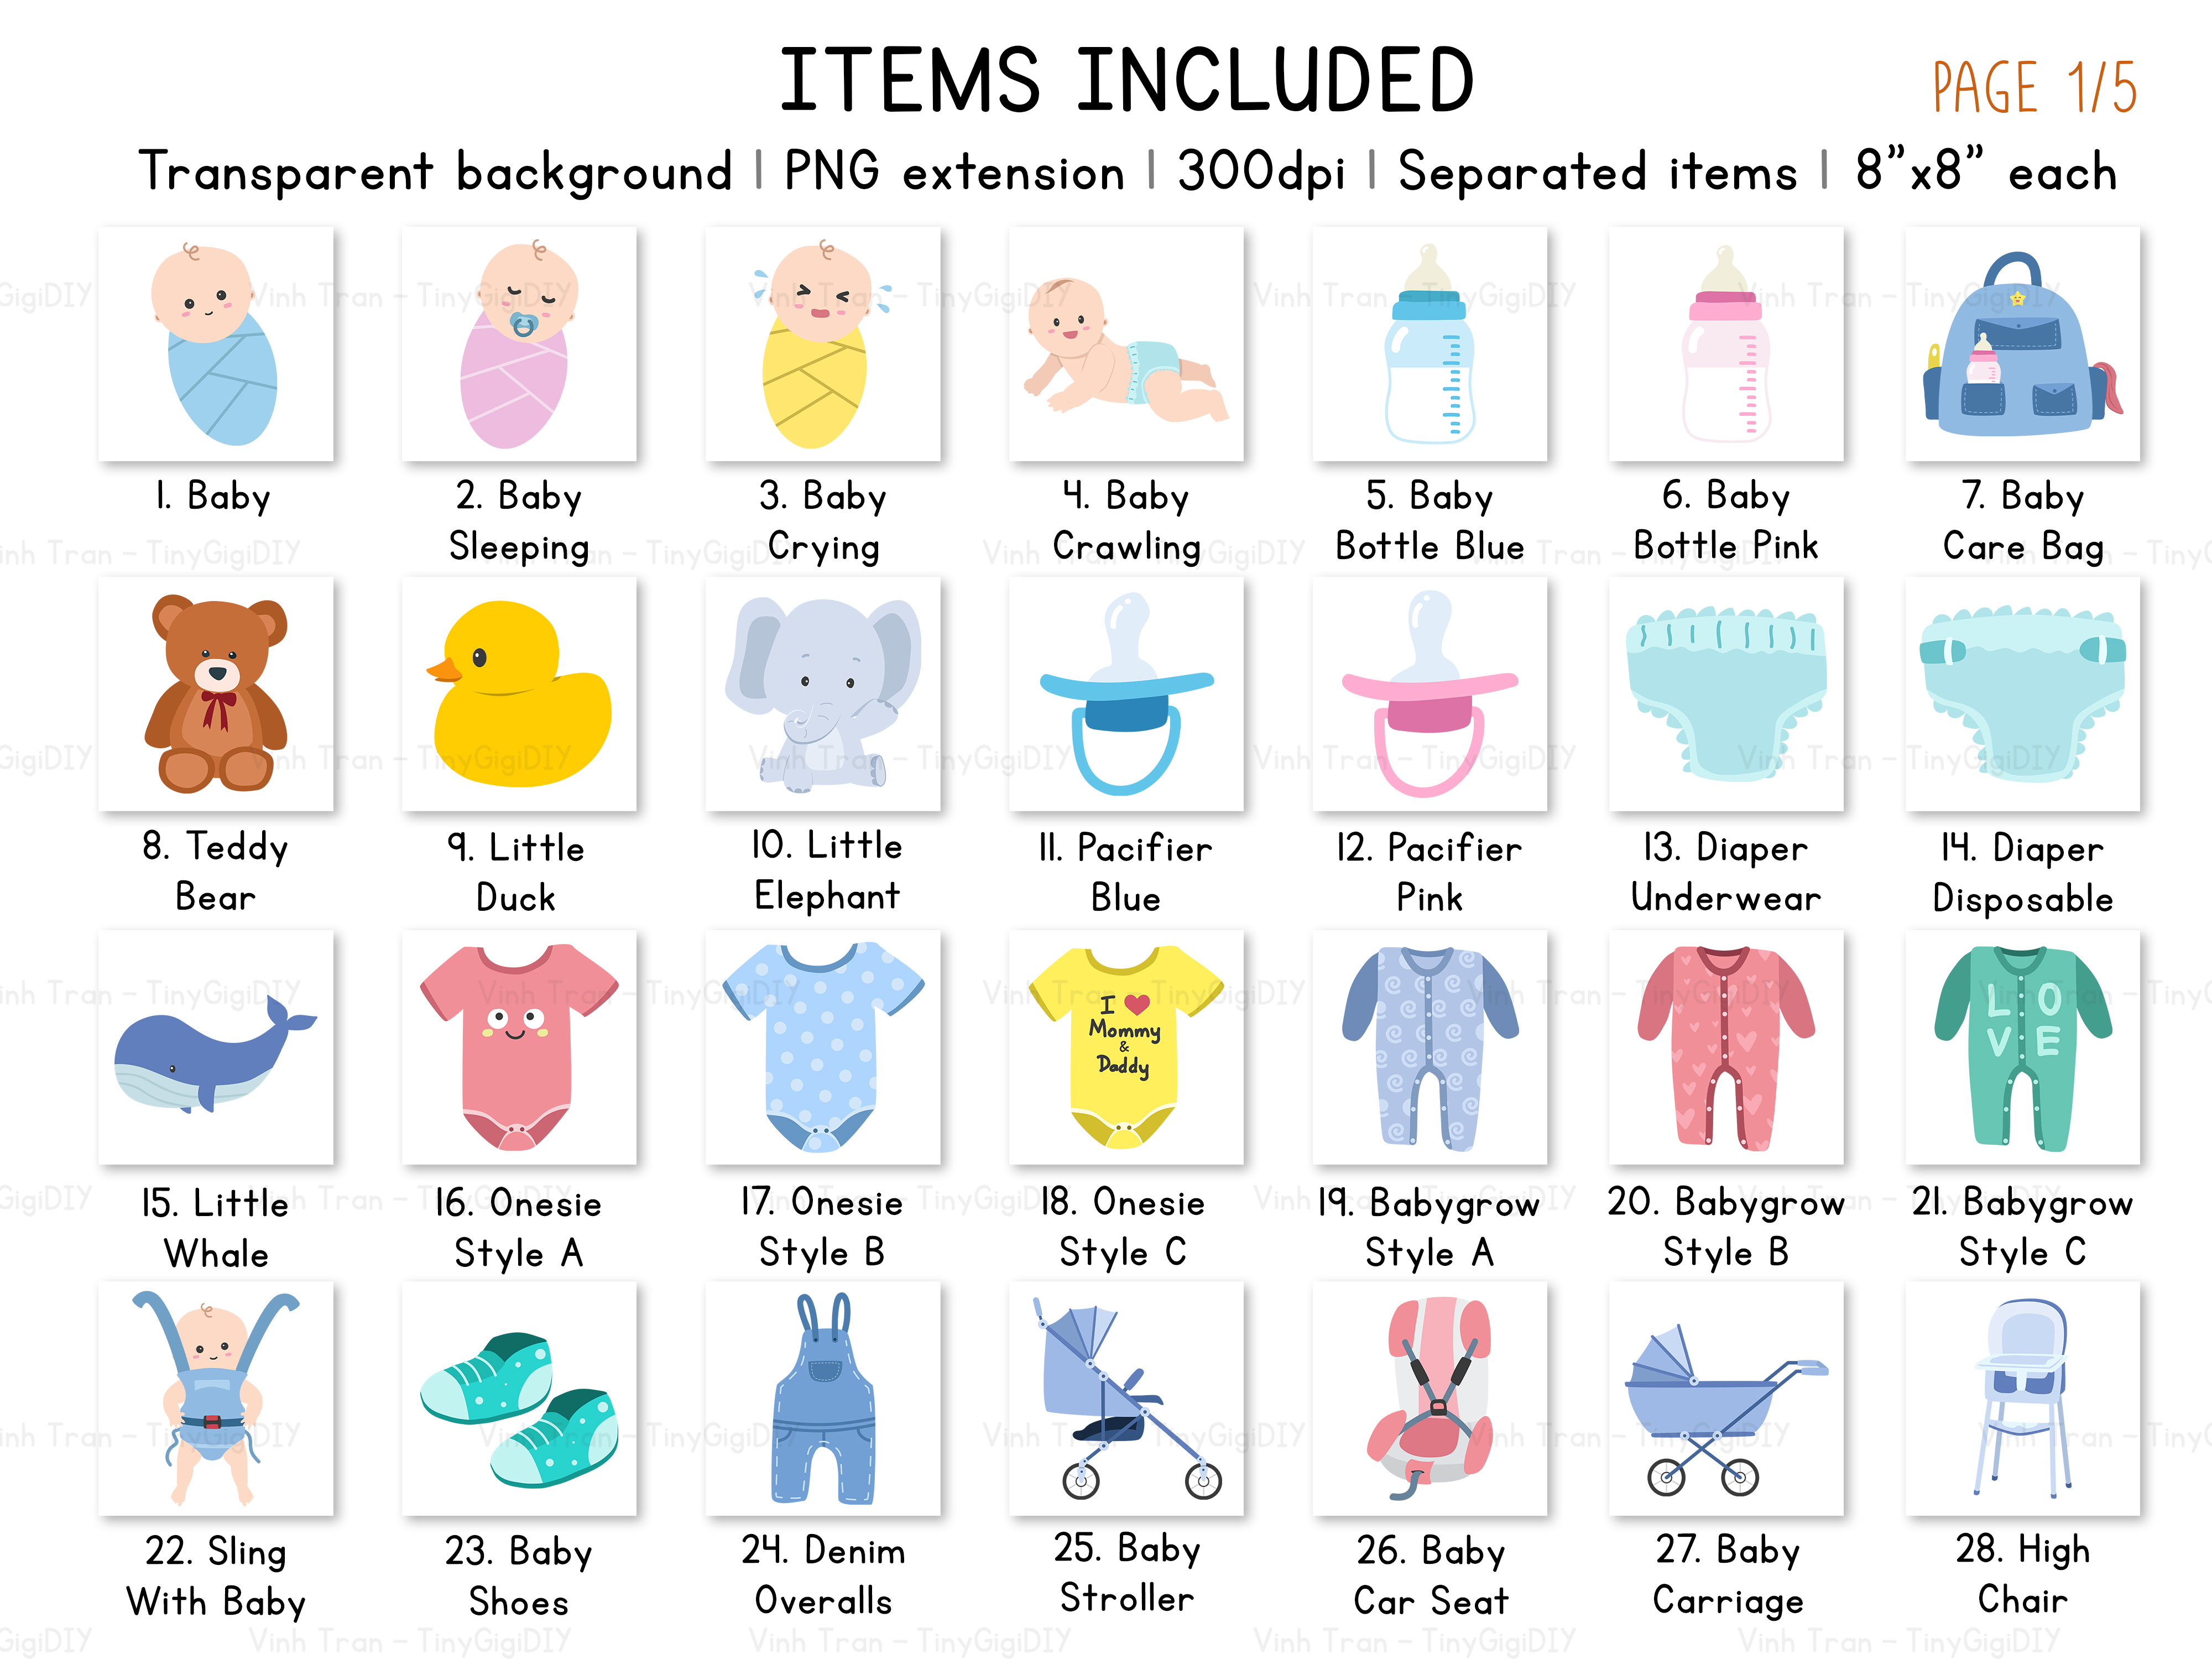 ITEMS INCLUDED
PAGE 1/5
Transparent background | PNG extension | 300dpi | Separated items | 8”x8” each
1. Baby
2. Baby
Sleeping
3. Baby
Crying
4. Baby
Crawling
5. Baby
Bottle Blue
6. Baby
Bottle Pink
7. Baby
Care Bag
8. Teddy
Bear
9. Little
Duck
10. Little
Elephant
11. Pacifier
Blue
12. Pacifier
Pink
13. Diaper
Underwear
14. Diaper
Disposable
I ❤
Mommy
&
Daddy
L O
V E
15. Little
Whale
16. Onesie
Style A
17. Onesie
Style B
18. Onesie
Style C
19. Babygrow
Style A
20. Babygrow
Style B
21. Babygrow
Style C
22. Sling
With Baby
23. Baby
Shoes
24. Denim
Overalls
25. Baby
Stroller
26. Baby
Car Seat
27. Baby
Carriage
28. High
Chair
Vinh Tran - TinyGigiDIY